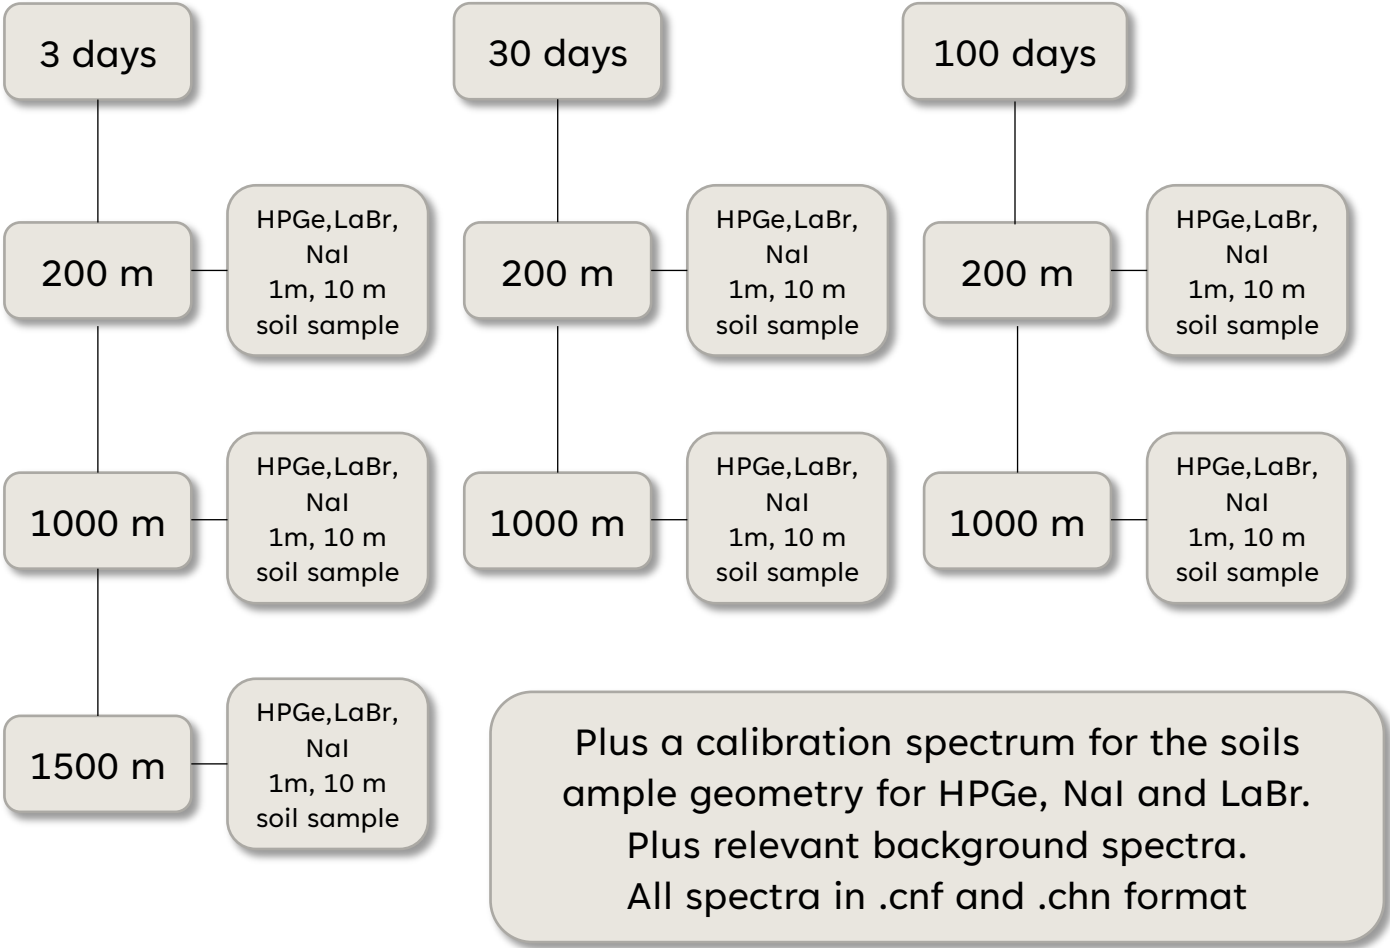 3 days
30 days
100 days
200 m
HPGe,LaBr,
NaI
1m, 10 m
soil sample
200 m
HPGe,LaBr,
NaI
1m, 10 m
soil sample
200 m
HPGe,LaBr,
NaI
1m, 10 m
soil sample
1000 m
HPGe,LaBr,
NaI
1m, 10 m
soil sample
1000 m
HPGe,LaBr,
NaI
1m, 10 m
soil sample
1000 m
HPGe,LaBr,
NaI
1m, 10 m
soil sample
1500 m
HPGe,LaBr,
NaI
1m, 10 m
soil sample
Plus a calibration spectrum for the soils
ample geometry for HPGe, NaI and LaBr.
Plus relevant background spectra.
All spectra in .cnf and .chn format